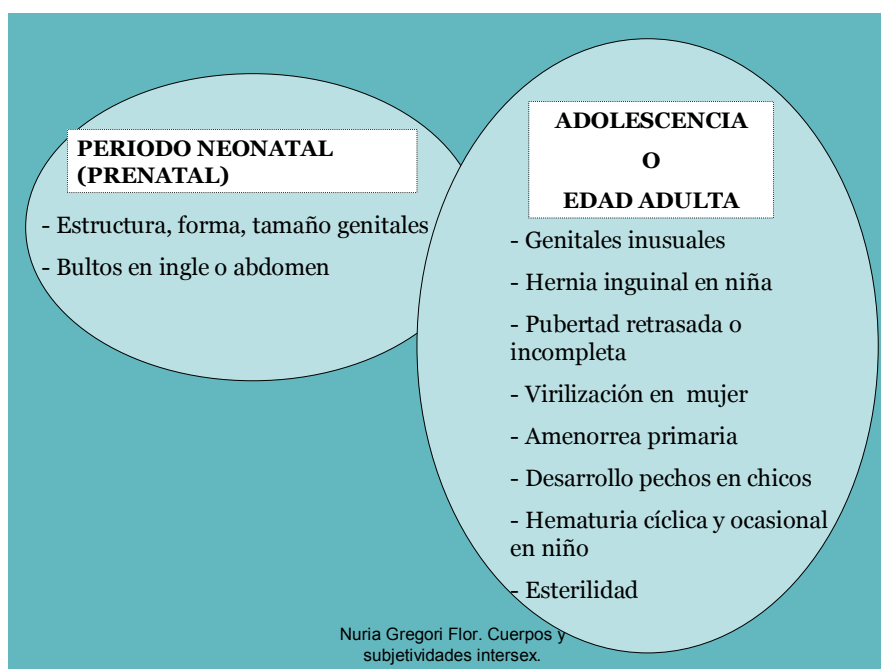 PERIODO NEONATAL
(PRENATAL)
- Estructura, forma, tamaño genitales
- Bultos en ingle o abdomen
ADOLESCENCIA
O
EDAD ADULTA
- Genitales inusuales
- Hernia inguinal en niña
- Pubertad retrasada o
incompleta
- Virilización en mujer
- Amenorrea primaria
- Desarrollo pechos en chicos
- Hematuria cíclica y ocasional
en niño
- Esterilidad
Nuria Gregori Flor. Cuerpos y
subjetividades intersex.